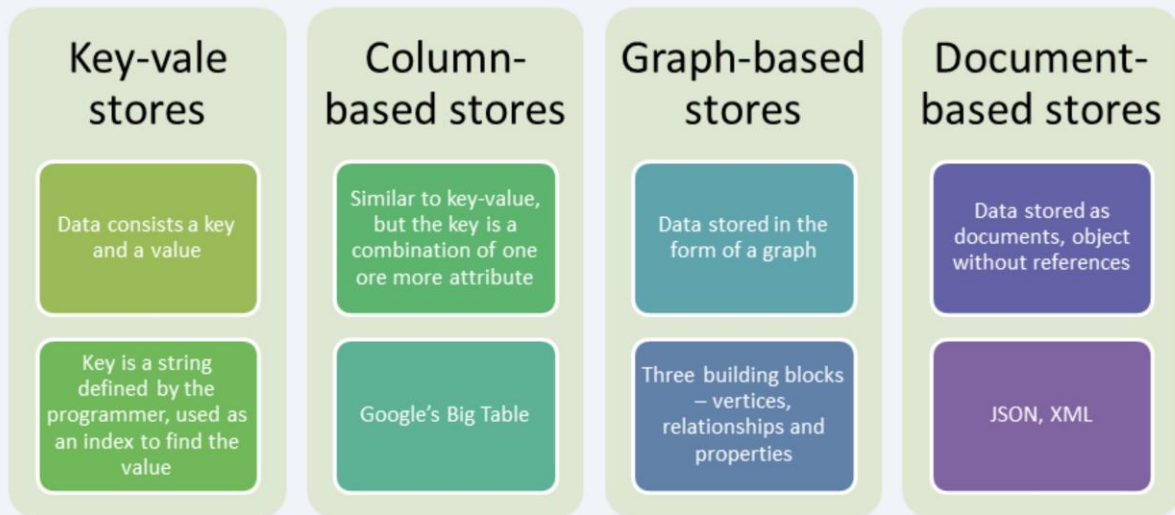 Key-vale
stores
Data consists a key
and a value
Key is a string
defined by the
programmer, used as
an index to find the
value
Column-
based stores
Similar to key-value,
but the key is a
combination of one
ore more attribute
Google's Big Table
Graph-based
stores
Data stored in the
form of a graph
Three building blocks
– vertices,
relationships and
properties
Document-
based stores
Data stored as
documents, object
without references
JSON, XML